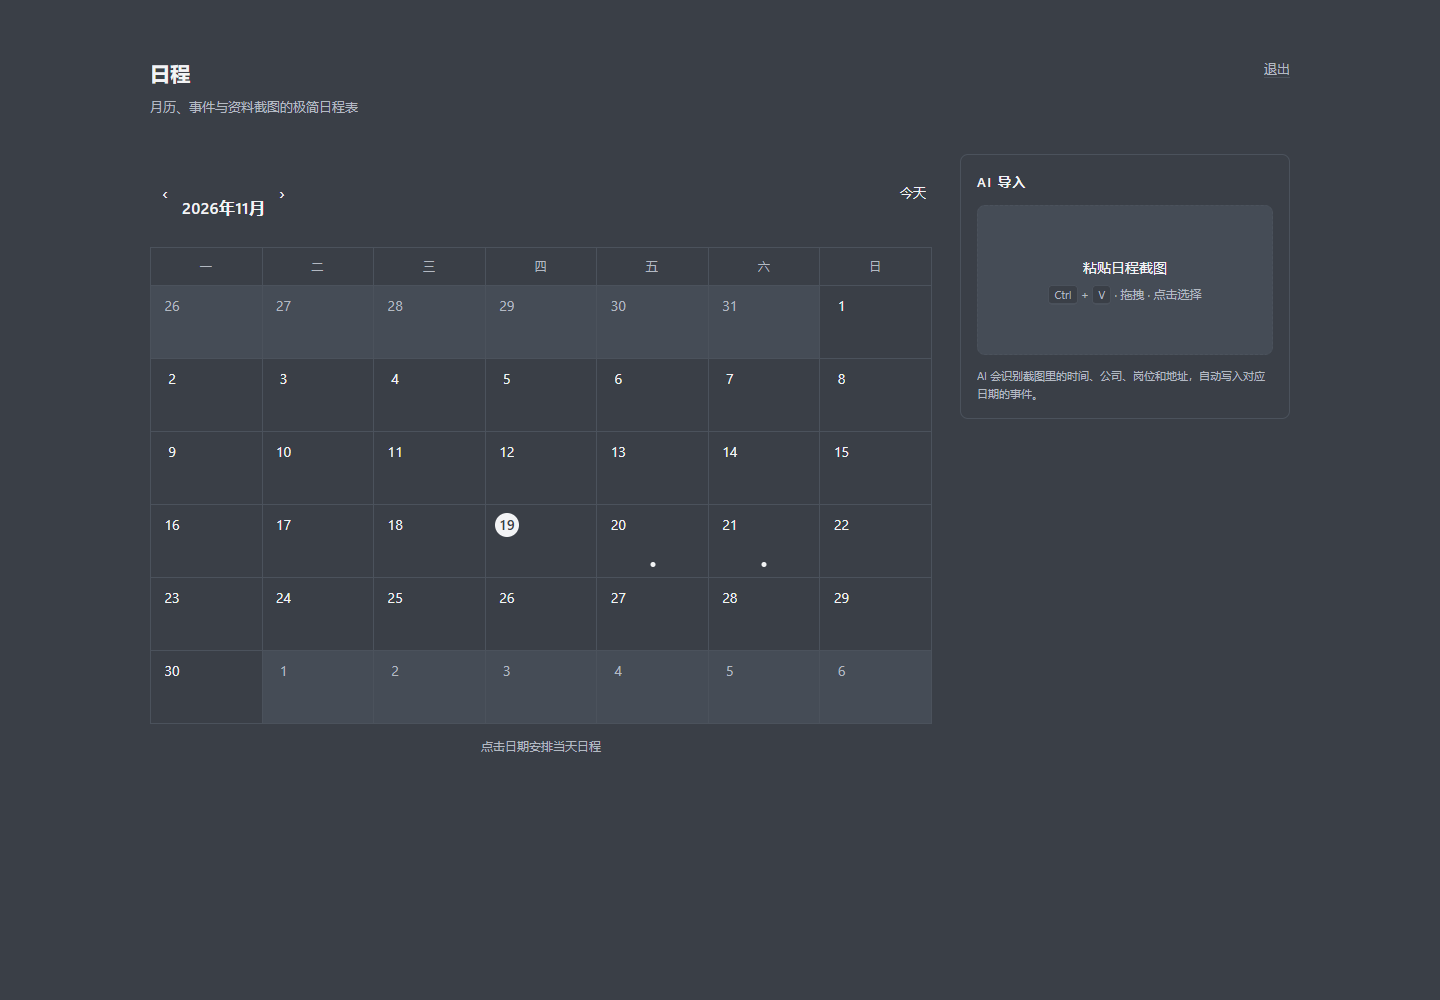 日程
退出
月历、事件与资料截图的极简日程表
‹ 2026年11月 ›
今天
一 二 三 四 五 六 日
26 27 28 29 30 31 1
2 3 4 5 6 7 8
9 10 11 12 13 14 15
16 17 18 19 20 21 22
23 24 25 26 27 28 29
30 1 2 3 4 5 6
点击日期安排当天日程
AI 导入
粘贴日程截图
Ctrl + V · 拖拽 · 点击选择
AI 会识别截图里的时间、公司、岗位和地址，自动写入对应
日期的事件。